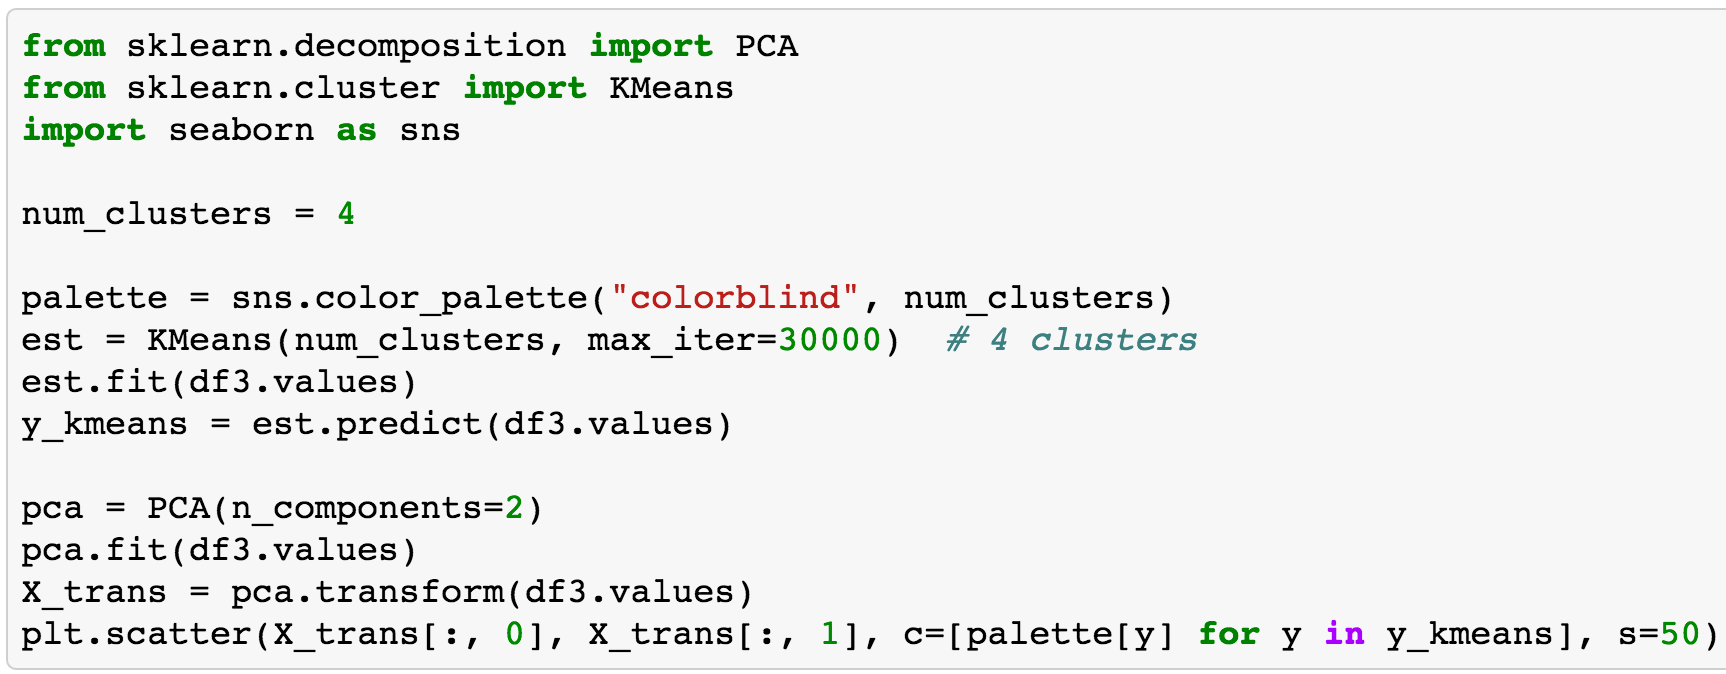 from sklearn.decomposition import PCA
from sklearn.cluster import KMeans
import seaborn as sns
num_clusters = 4
palette = sns.color_palette("colorblind", num_clusters)
est = KMeans(num_clusters, max_iter=30000)  # 4 clusters
est.fit(df3.values)
y_kmeans = est.predict(df3.values)
pca = PCA(n_components=2)
pca.fit(df3.values)
X_trans = pca.transform(df3.values)
plt.scatter(X_trans[:, 0], X_trans[:, 1], c=[palette[y] for y in y_kmeans], s=50)